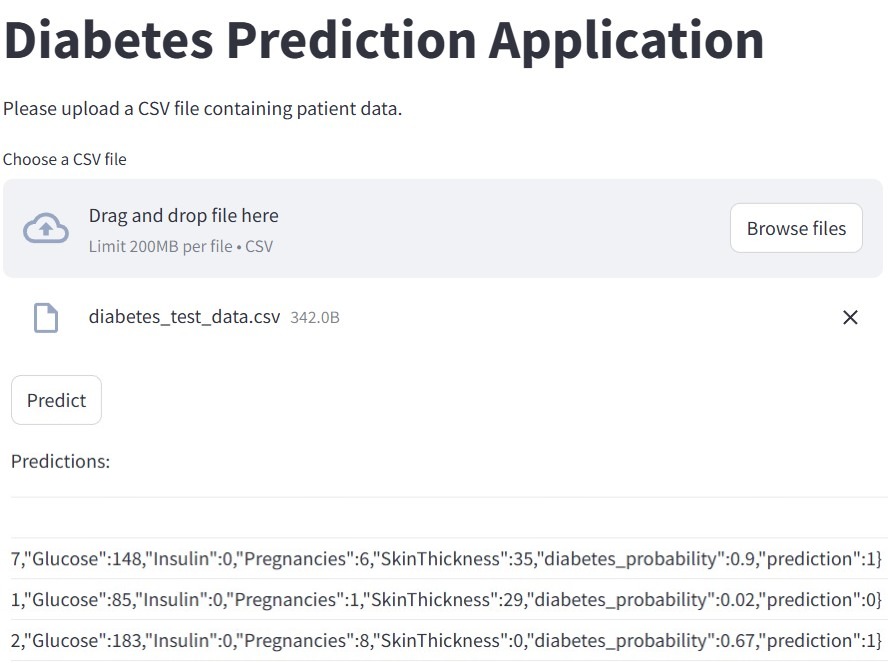 Diabetes Prediction Application
Please upload a CSV file containing patient data.
Choose a CSV file
Drag and drop file here
Limit 200MB per file • CSV
Browse files
diabetes_test_data.csv 342.0B
Predict
Predictions:
7,"Glucose":148,"Insulin":0,"Pregnancies":6,"SkinThickness":35,"diabetes_probability":0.9,"prediction":1}
1,"Glucose":85,"Insulin":0,"Pregnancies":1,"SkinThickness":29,"diabetes_probability":0.02,"prediction":0}
2,"Glucose":183,"Insulin":0,"Pregnancies":8,"SkinThickness":0,"diabetes_probability":0.67,"prediction":1}